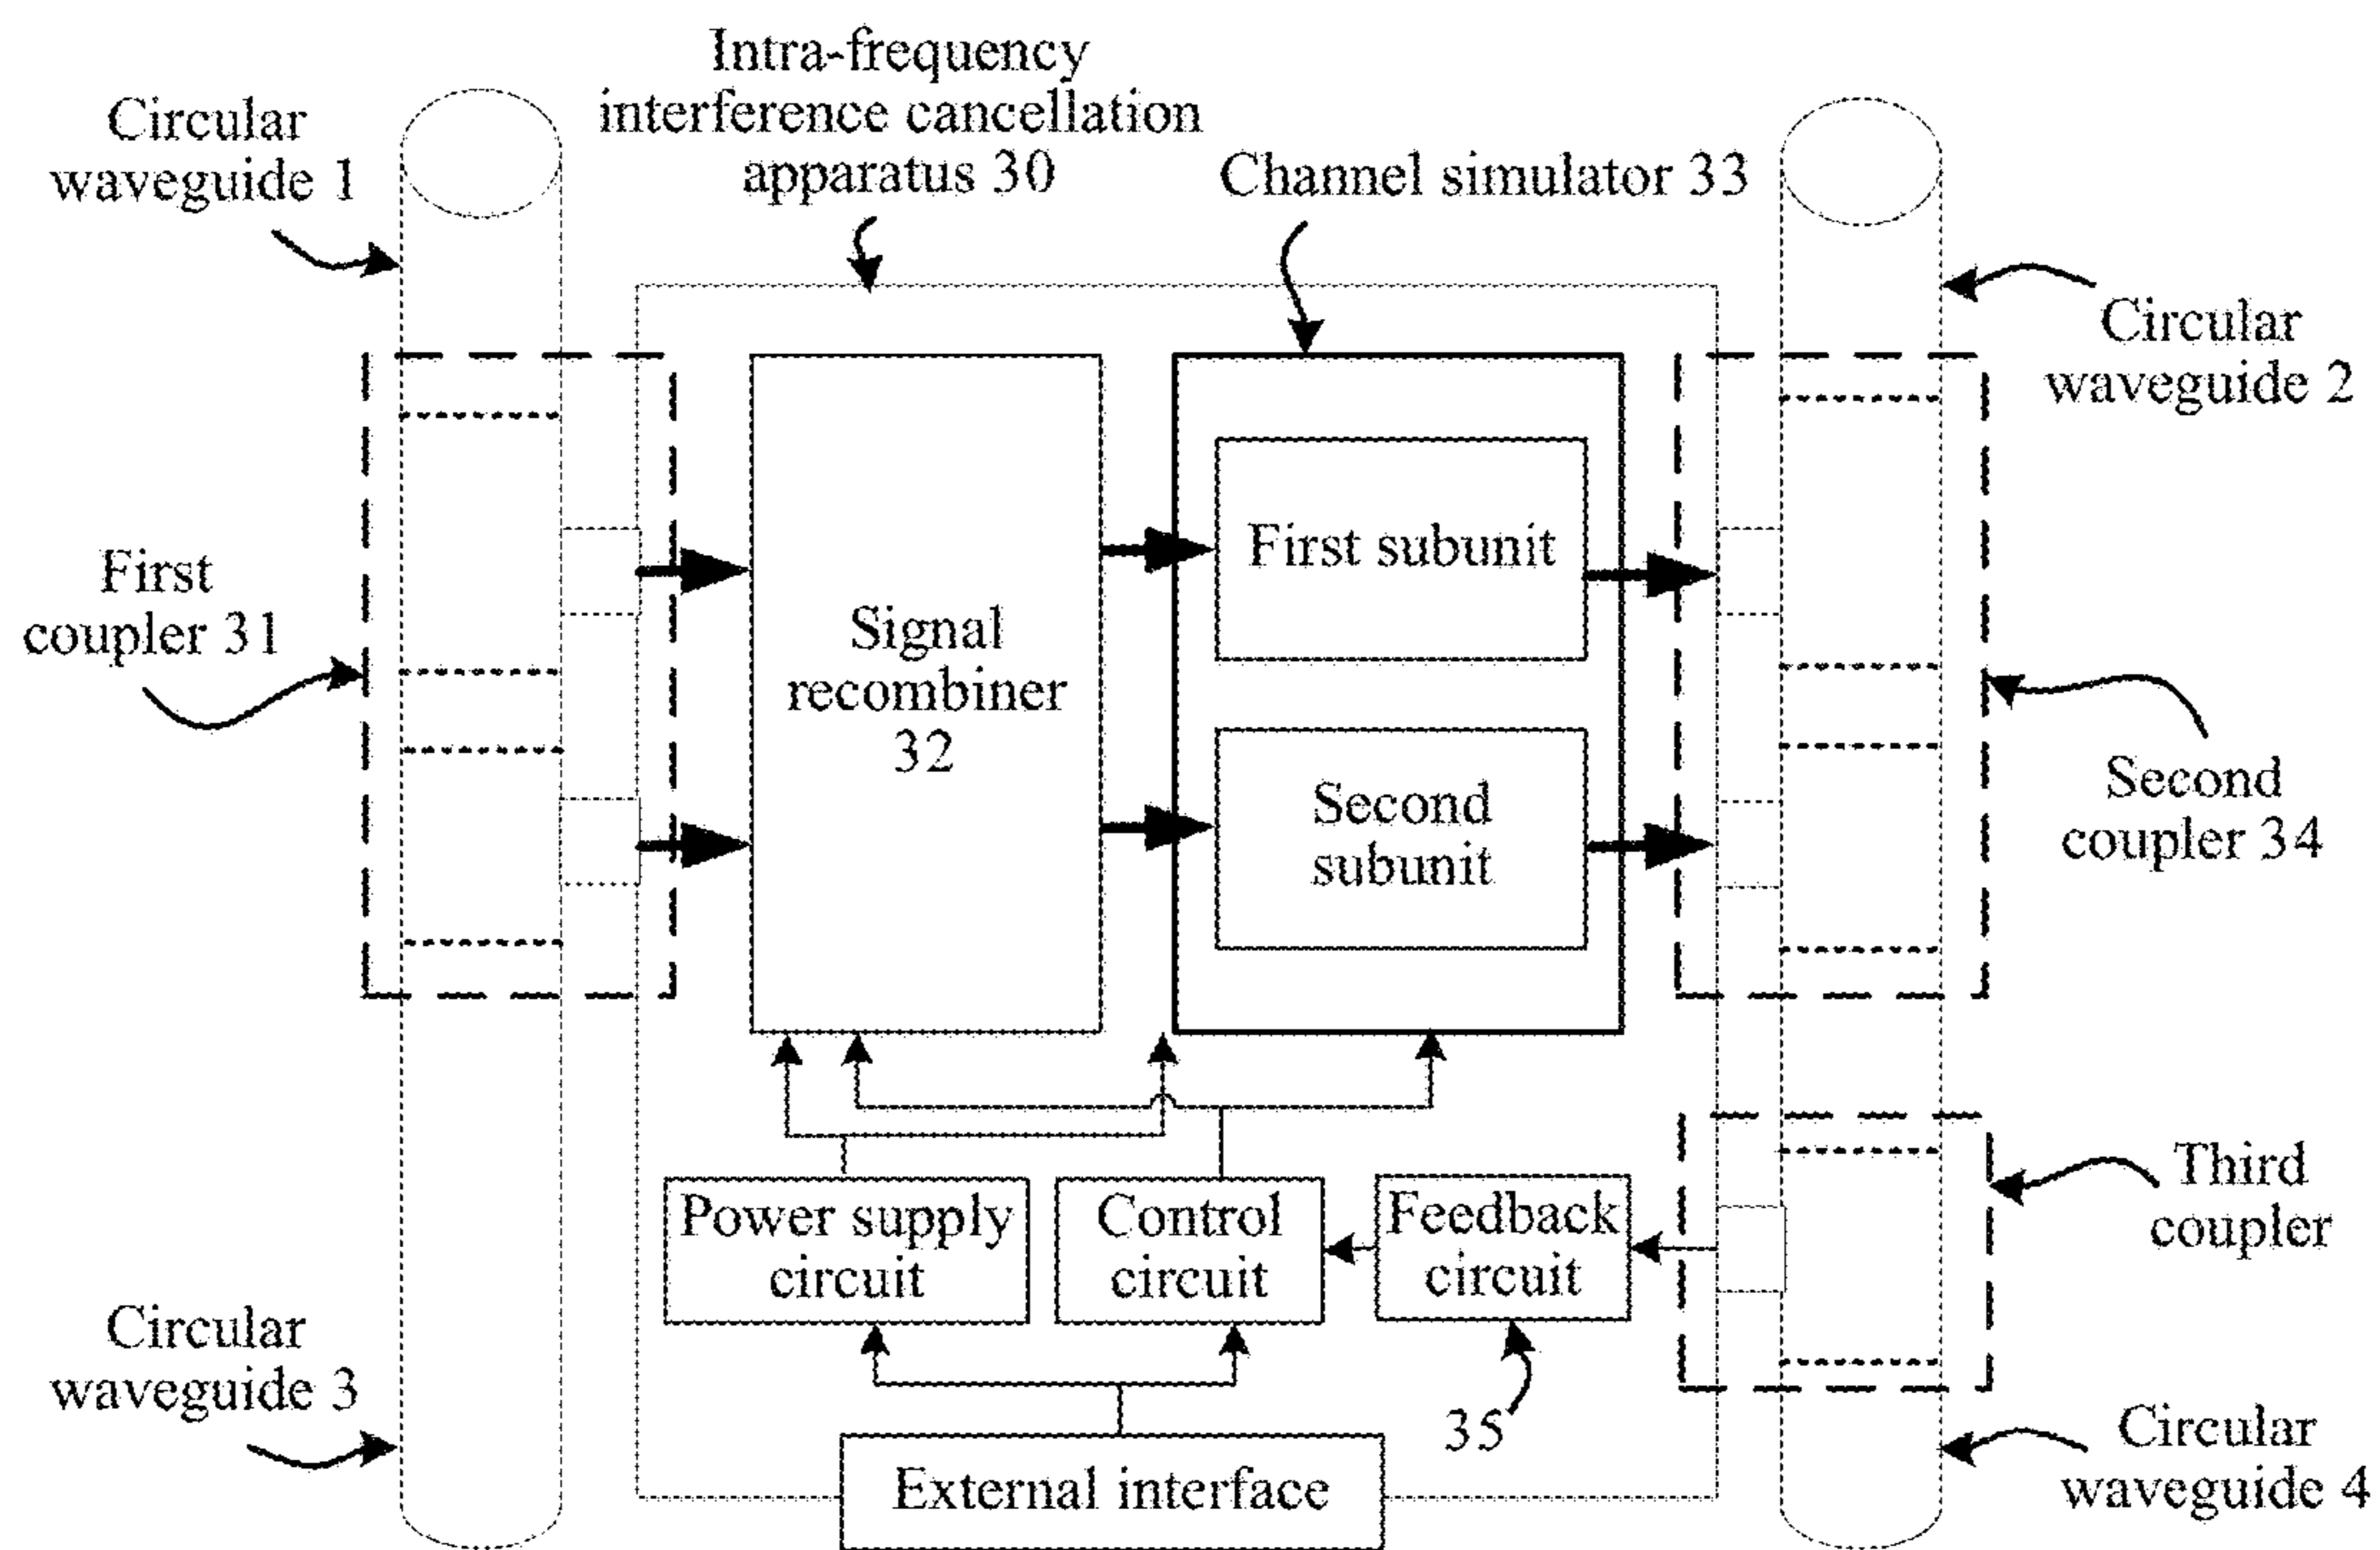 Intra-frequency
interference cancellation
apparatus 30
Circular
waveguide 1
Channel simulator 33
Circular
waveguide 2
First
coupler 31
Signal
recombiner
32
First subunit
Second
subunit
Second
coupler 34
Third
coupler
Power supply
circuit
Control
circuit
Feedback
circuit
35
Circular
waveguide 3
External interface
Circular
waveguide 4